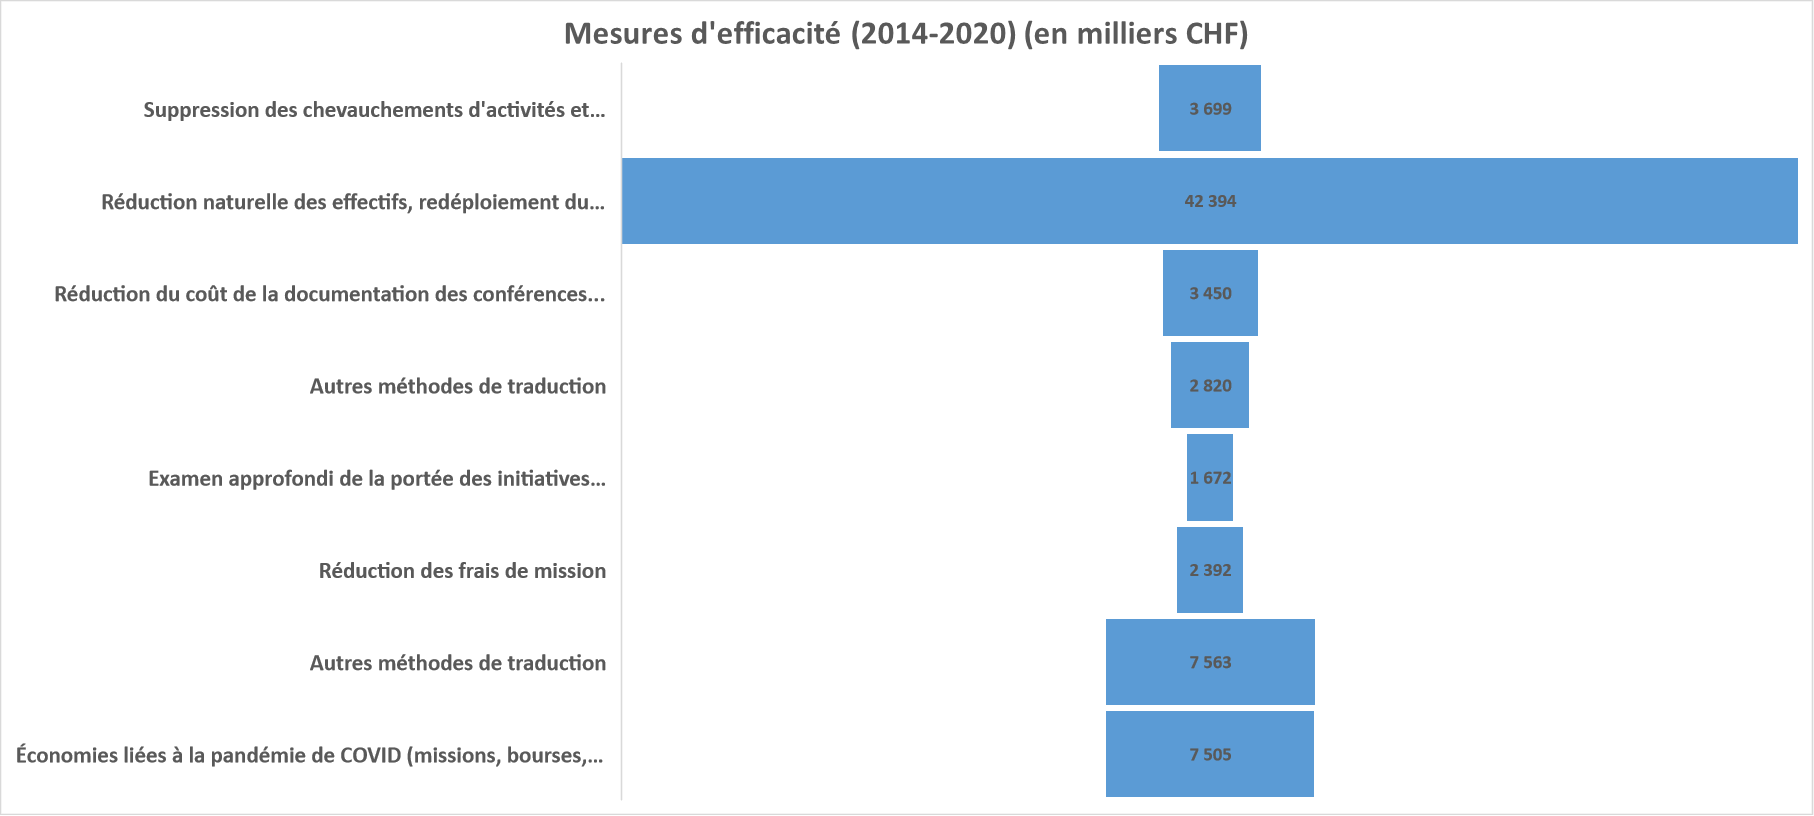 Mesures d'efficacité (2014-2020) (en milliers CHF)
Suppression des chevauchements d'activités et...
3 699
Réduction naturelle des effectifs, redéploiement du...
42 394
Réduction du coût de la documentation des conférences...
3 450
Autres méthodes de traduction
2 820
Examen approfondi de la portée des initiatives...
1 672
Réduction des frais de mission
2 392
Autres méthodes de traduction
7 563
Économies liées à la pandémie de COVID (missions, bourses,...
7 505